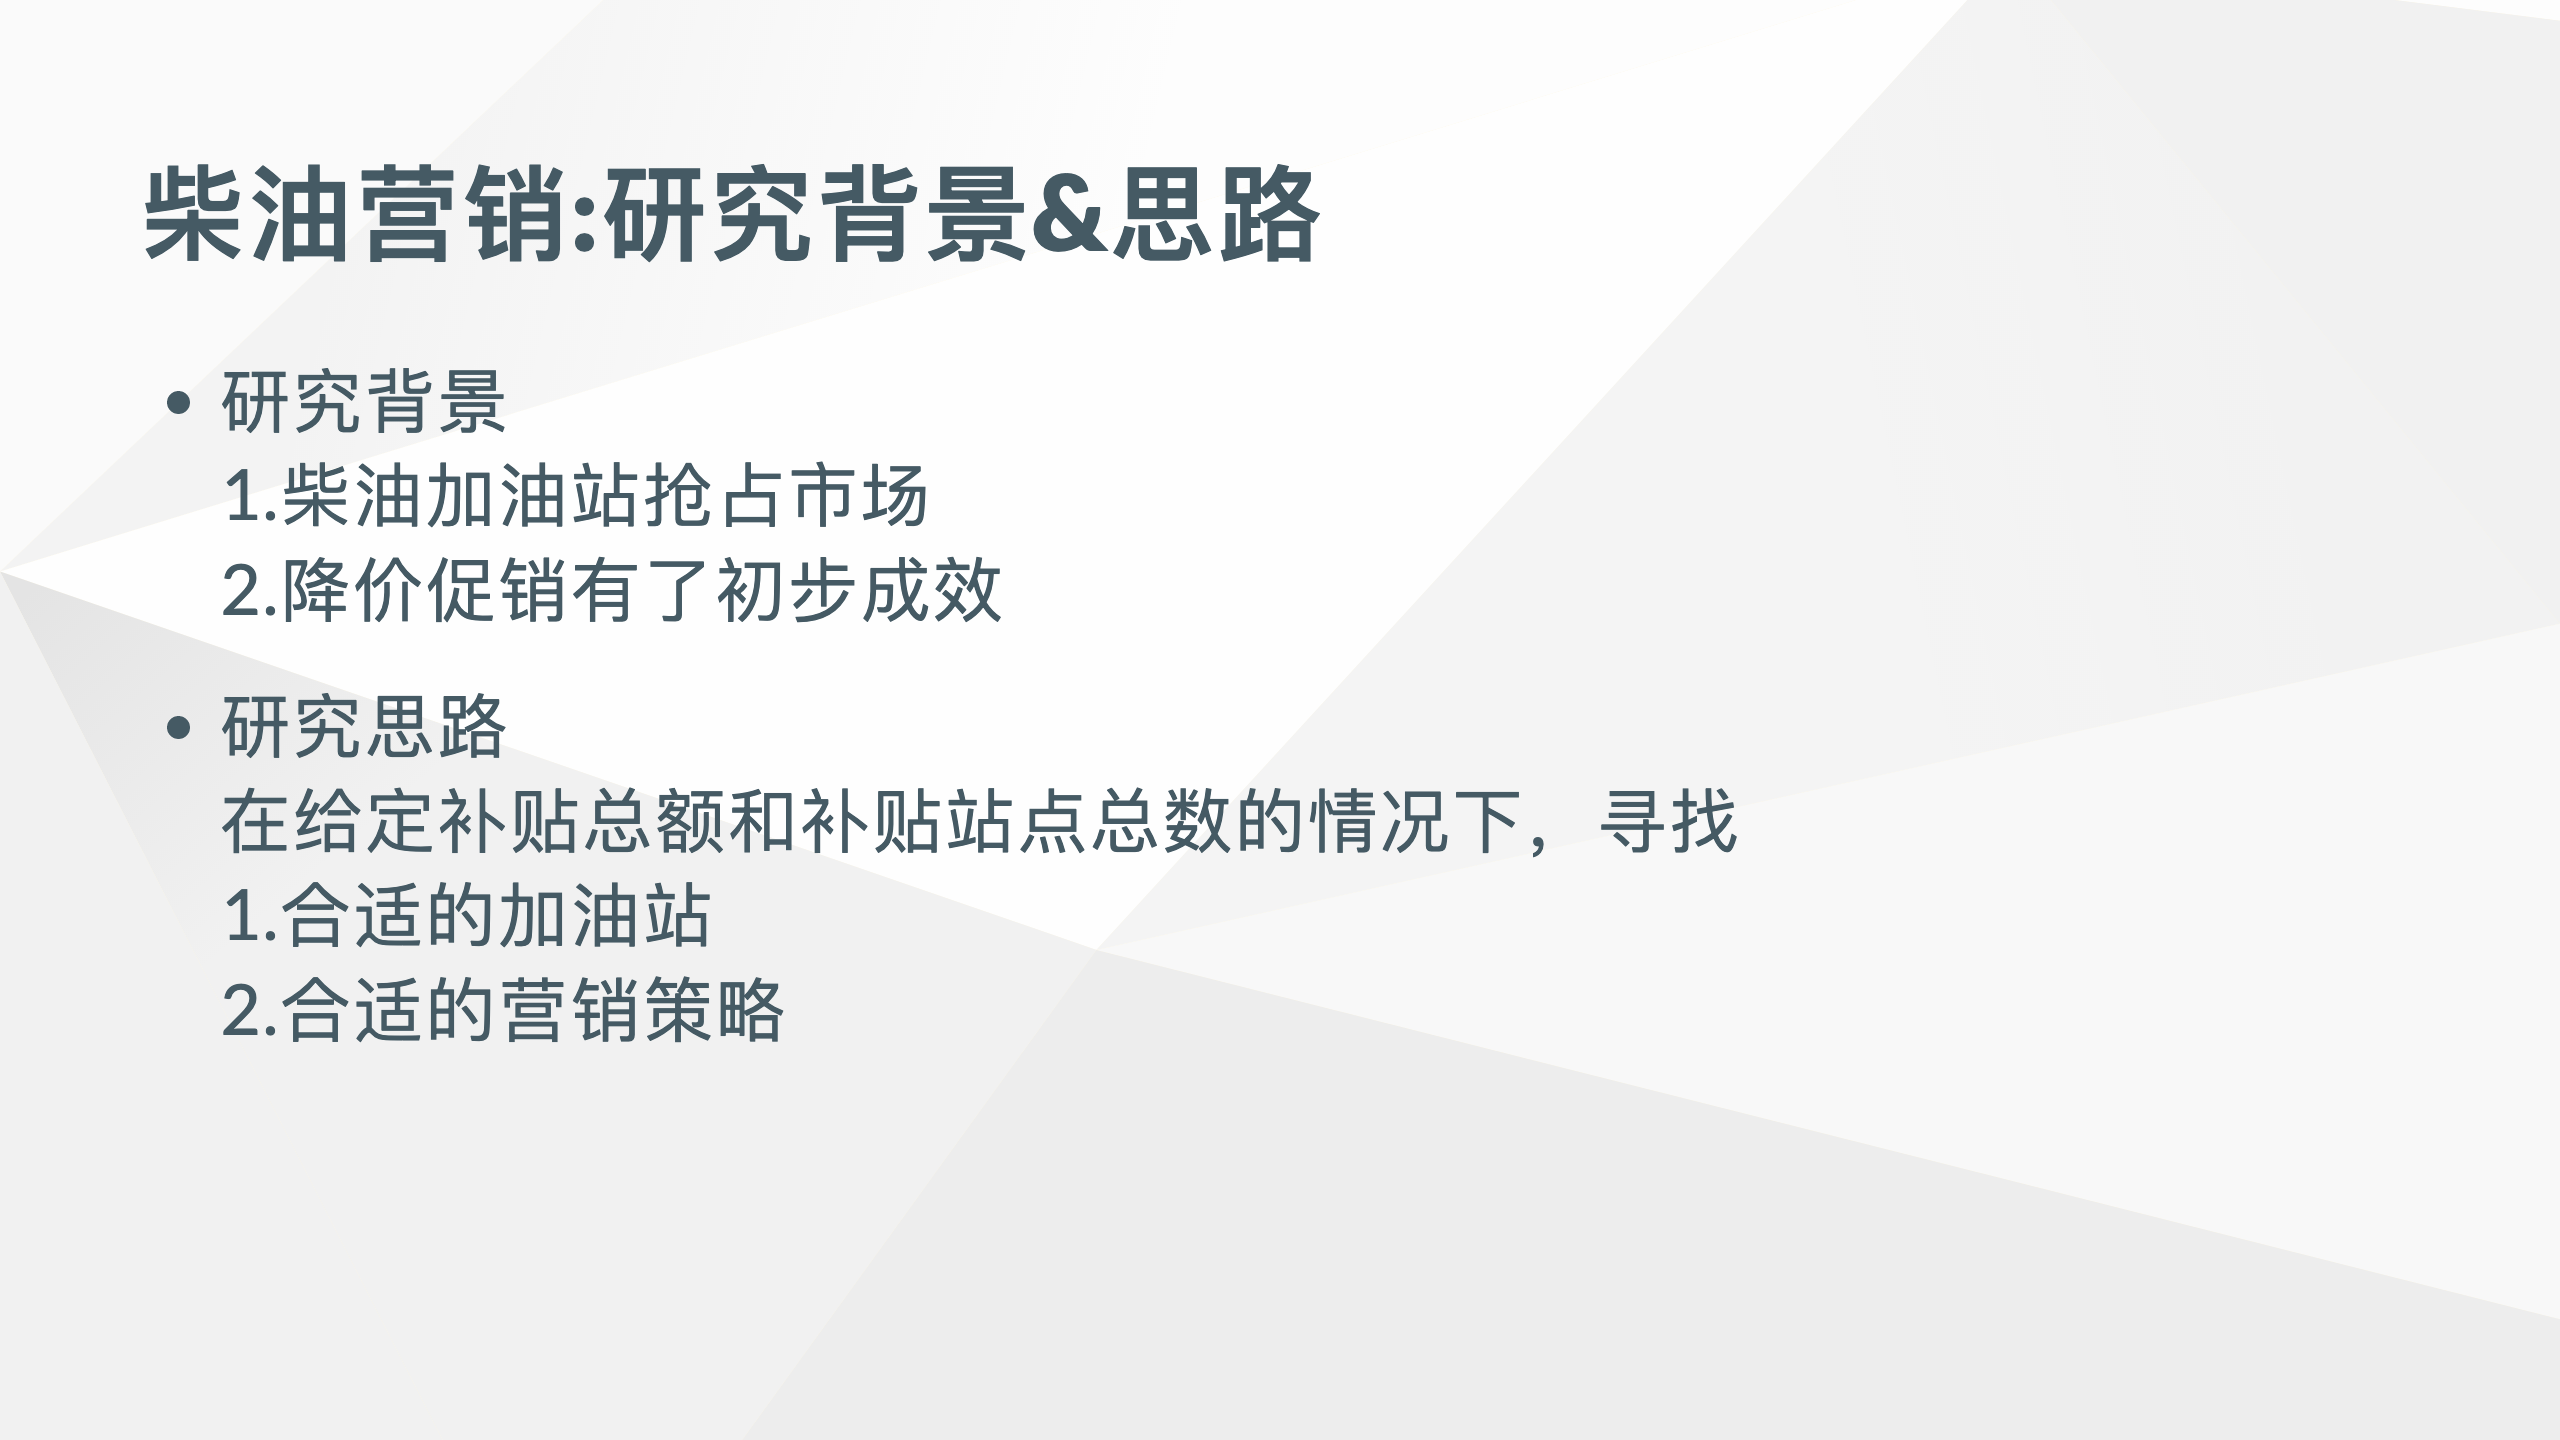 柴油营销:研究背景&思路
• 研究背景
1.柴油加油站抢占市场
2.降价促销有了初步成效
• 研究思路
在给定补贴总额和补贴站点总数的情况下，寻找
1.合适的加油站
2.合适的营销策略